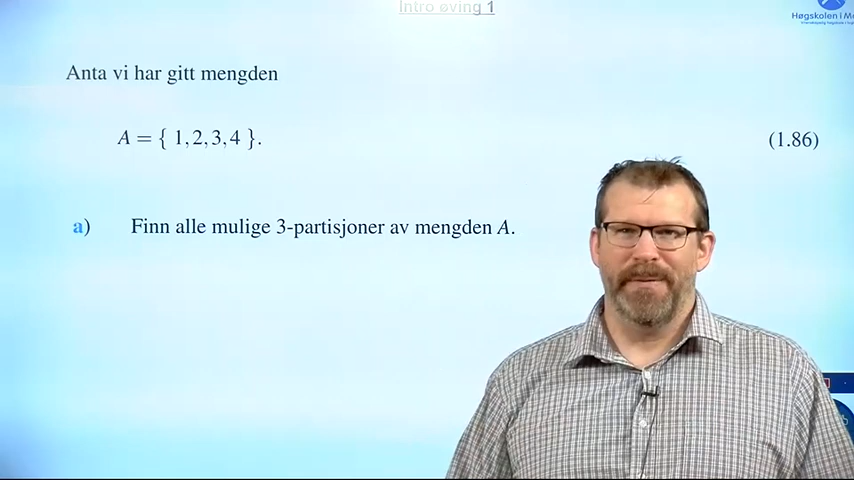 Intro øving 1
Høgskolen i Mo
Anta vi har gitt mengden
A = { 1,2,3,4 }. (1.86)
a) Finn alle mulige 3-partisjoner av mengden A.